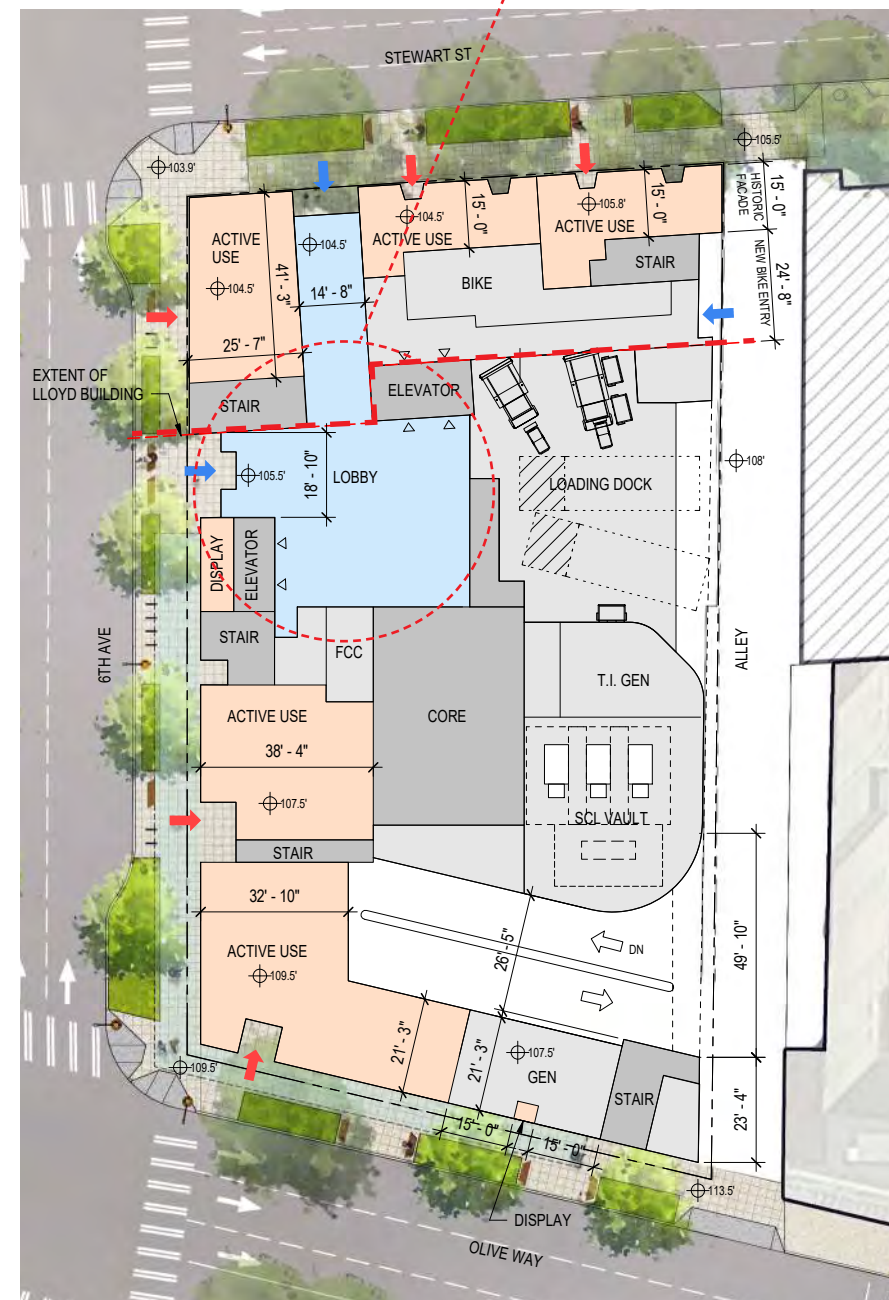 STEWART ST
105.5'
103.9'
15' - 0"
HISTORIC
FACADE
15' - 0"
15' - 0"
104.5'
105.8'
ACTIVE
USE
104.5'
ACTIVE USE
ACTIVE USE
NEW BIKE ENTRY
24' - 8"
STAIR
41' - 3"
BIKE
104.5'
14' - 8"
25' - 7"
EXTENT OF
LLOYD BUILDING
ELEVATOR
STAIR
108'
105.5'
18' - 10"
LOBBY
LOADING DOCK
DISPLAY
ELEVATOR
STAIR
FCC
6TH AVE
ALLEY
T.I. GEN
ACTIVE USE
CORE
38' - 4"
107.5'
SCL VAULT
STAIR
32' - 10"
26' - 5"
DN
49' - 10"
ACTIVE USE
109.5'
21' - 3"
21' - 3"
107.5'
GEN
109.5'
STAIR
23' - 4"
15' - 0"
15' - 0"
113.5'
DISPLAY
OLIVE WAY